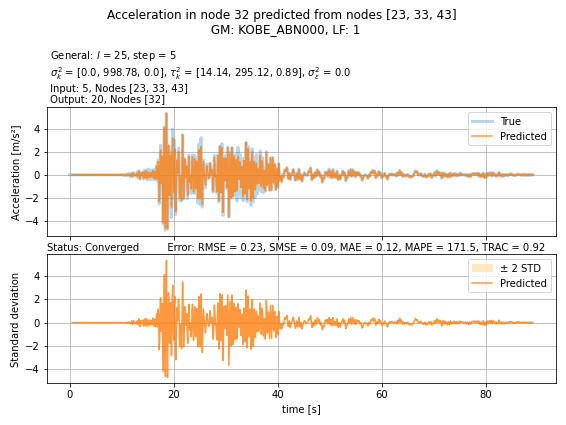 Acceleration in node 32 predicted from nodes [23, 33, 43]
GM: KOBE_ABN000, LF: 1
General: l = 25, step = 5
σ²ₖ = [0.0, 998.78, 0.0], τ²ₖ = [14.14, 295.12, 0.89], σ²ε = 0.0
Input: 5, Nodes [23, 33, 43]
Output: 20, Nodes [32]
Acceleration [m/s²]
4
2
0
−2
−4
True
Predicted
Status: Converged Error: RMSE = 0.23, SMSE = 0.09, MAE = 0.12, MAPE = 171.5, TRAC = 0.92
Standard deviation
4
2
0
−2
−4
± 2 STD
Predicted
0 20 40 60 80
time [s]